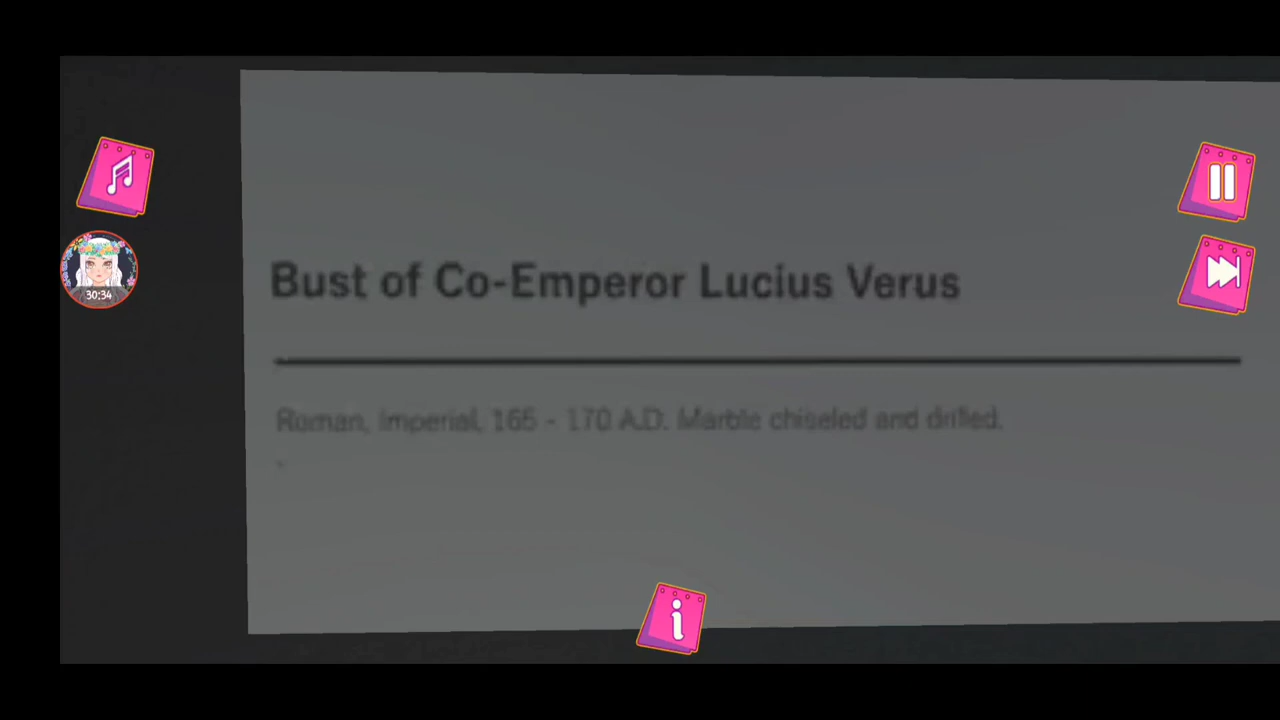 Bust of Co-Emperor Lucius Verus
30:34
Roman, Imperial, 165 - 170 A.D. Marble chiseled and drilled.
i